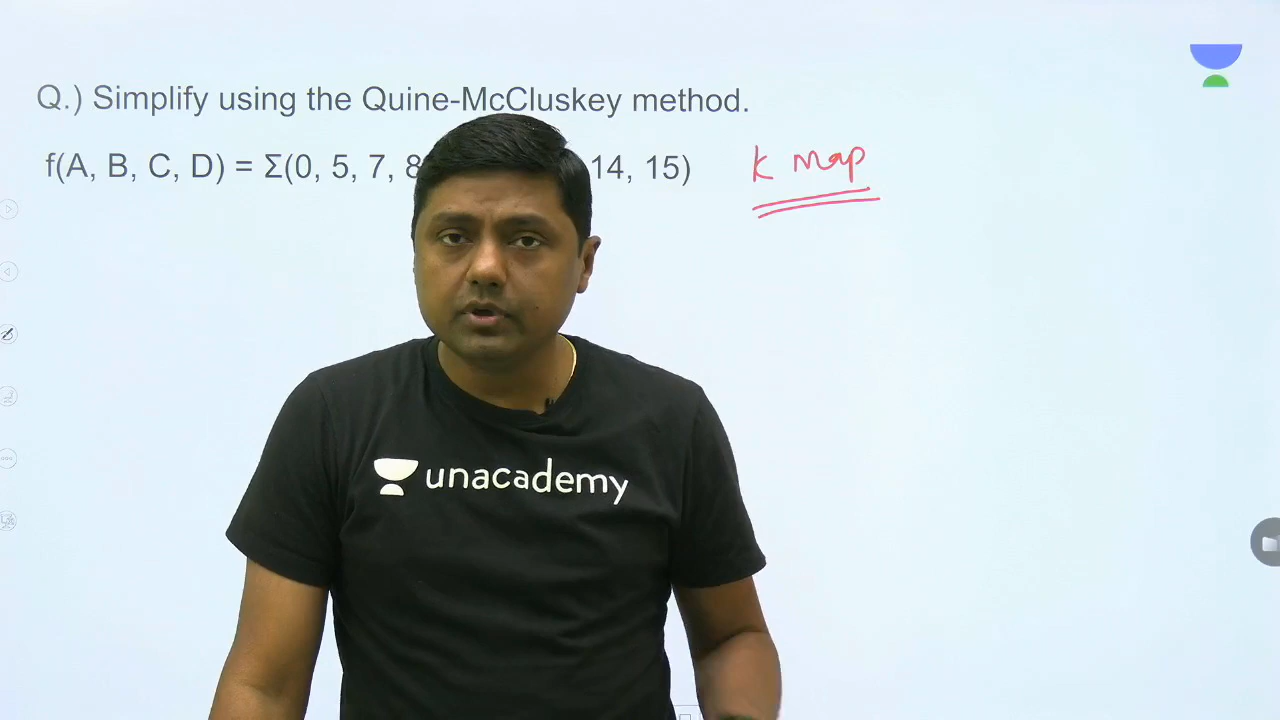 Q.) Simplify using the Quine-McCluskey method.
f(A, B, C, D) = Σ(0, 5, 7, 8 14, 15)
K Map
unacademy